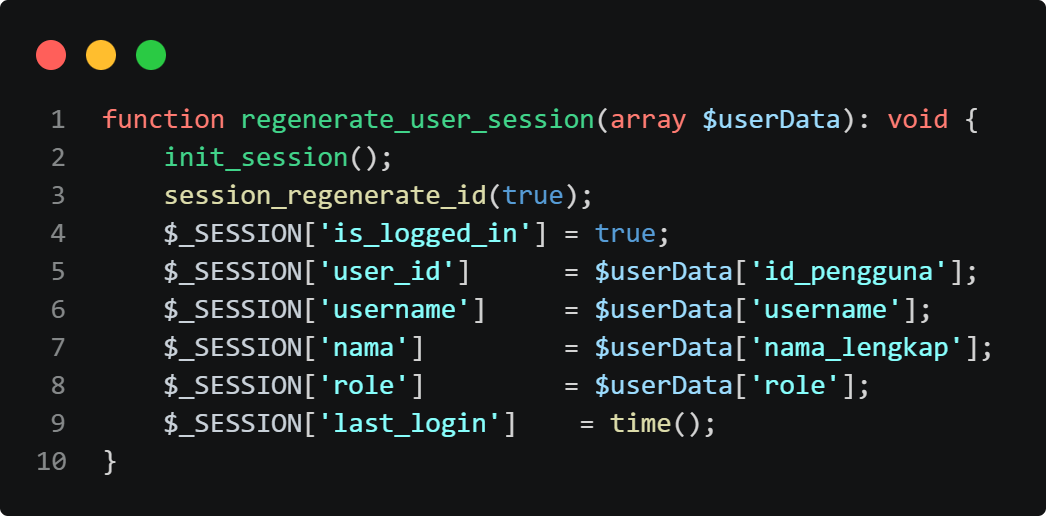 1 function regenerate_user_session(array $userData): void {
2     init_session();
3     session_regenerate_id(true);
4     $_SESSION['is_logged_in'] = true;
5     $_SESSION['user_id']      = $userData['id_pengguna'];
6     $_SESSION['username']     = $userData['username'];
7     $_SESSION['nama']         = $userData['nama_lengkap'];
8     $_SESSION['role']         = $userData['role'];
9     $_SESSION['last_login']    = time();
10 }